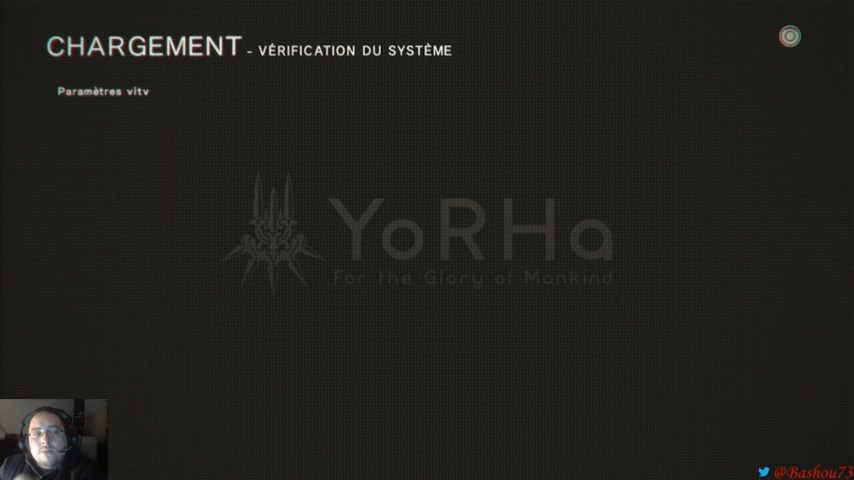 CHARGEMENT - VÉRIFICATION DU SYSTÈME
Paramètres vitv
YoRHa
For the Glory of Mankind
@Bashou73